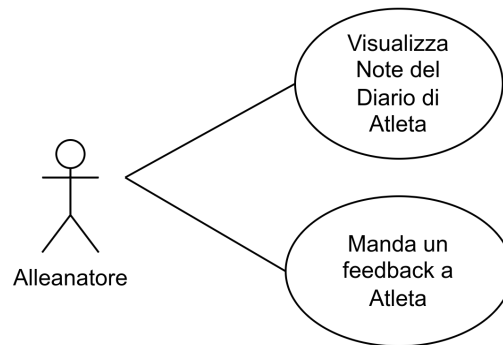 Visualizza
Note del
Diario di
Atleta
Manda un
feedback a
Atleta
Alleanatore